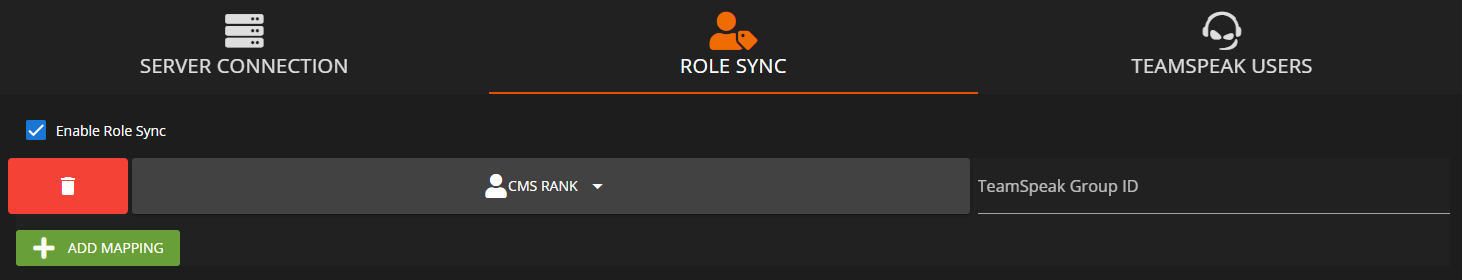 SERVER CONNECTION
ROLE SYNC
TEAMSPEAK USERS
Enable Role Sync
CMS RANK
TeamSpeak Group ID
ADD MAPPING